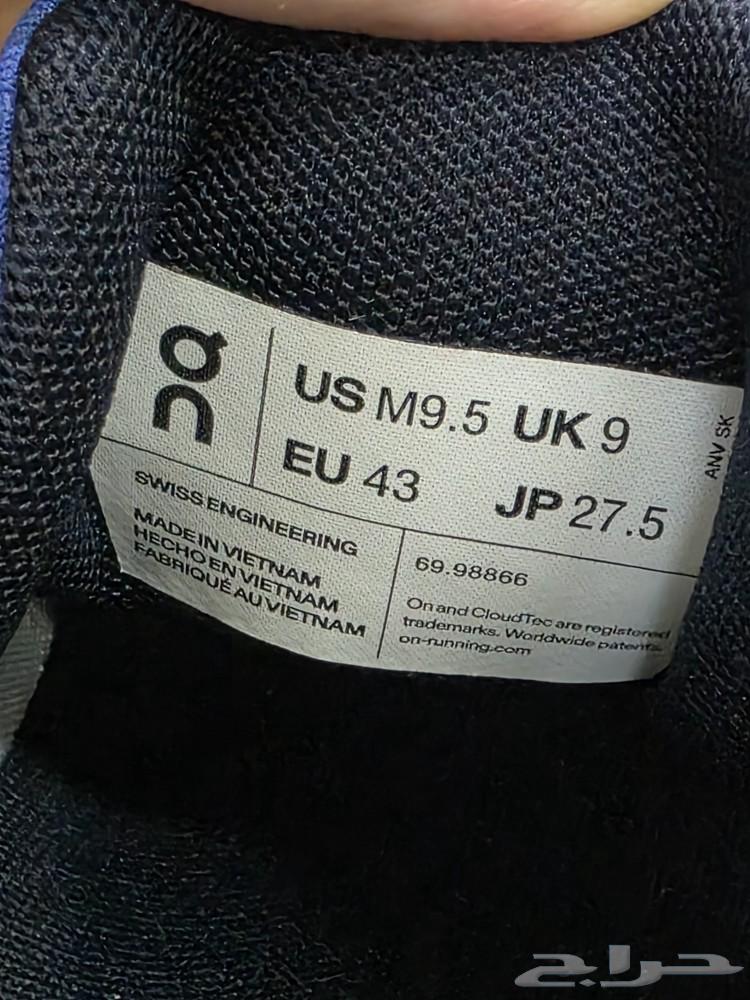 On
US M9.5 UK 9
EU 43 JP 27.5
ANV SK
SWISS ENGINEERING
MADE IN VIETNAM
HECHO EN VIETNAM
FABRIQUÉ AU VIETNAM
69.98866
On and CloudTec are registered
trademarks. Worldwide patents.
on-running.com
حراج